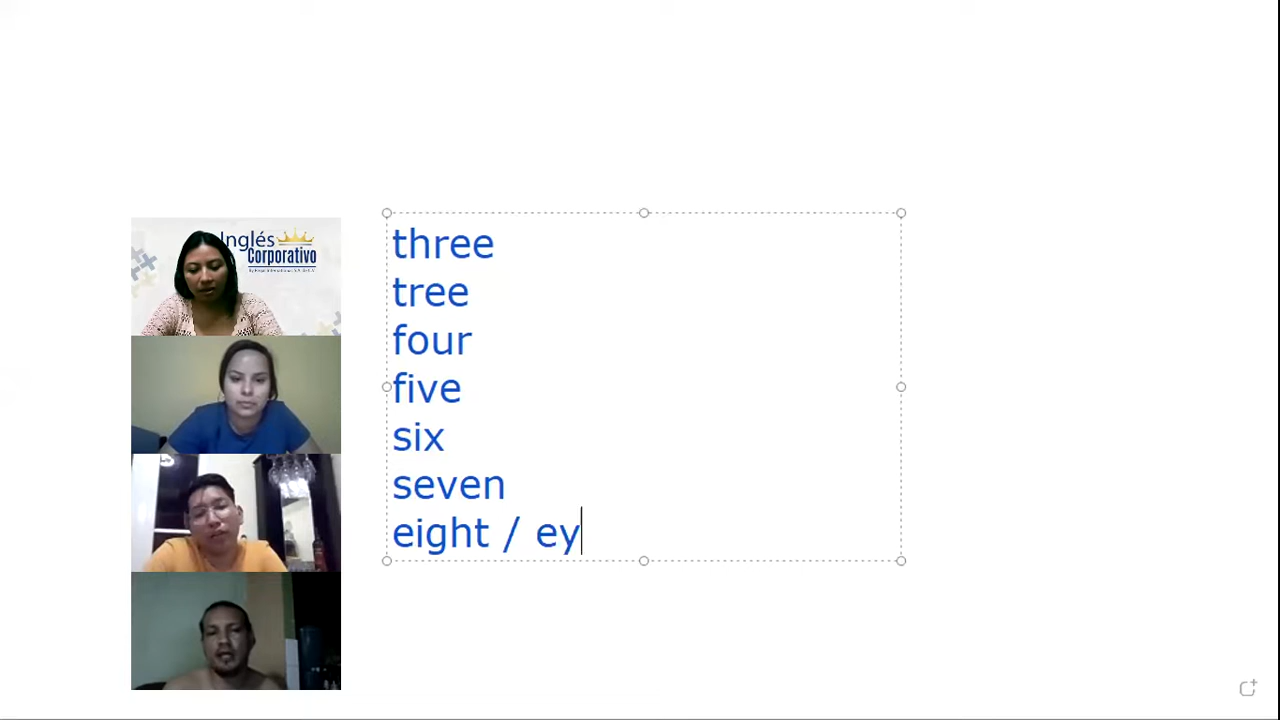 Inglés
Corporativo
three
tree
four
five
six
seven
eight / ey